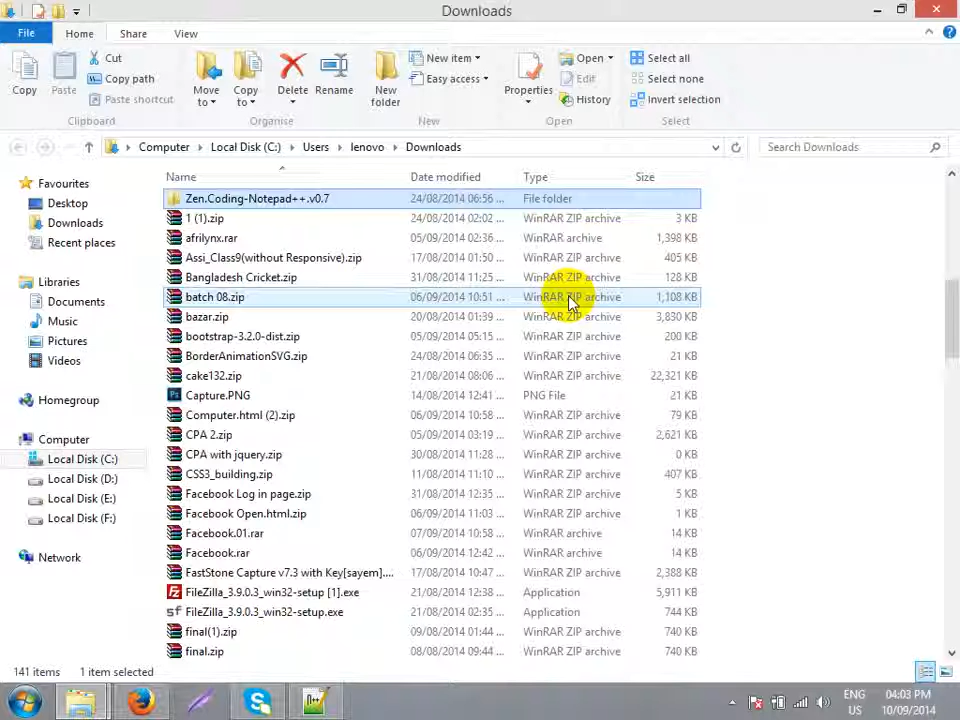 Downloads
File Home Share View
Copy Paste Cut Copy path Paste shortcut Move to Copy to Delete Rename New folder New item Easy access Properties Open Edit History Select all Select none Invert selection
Clipboard Organise New Open Select
Computer Local Disk (C:) Users lenovo Downloads Search Downloads
Name Date modified Type Size
Favourites
Desktop
Downloads
Recent places
Libraries
Documents
Music
Pictures
Videos
Homegroup
Computer
Local Disk (C:)
Local Disk (D:)
Local Disk (E:)
Local Disk (F:)
Network
Zen.Coding-Notepad++.v0.7 24/08/2014 06:56 ... File folder
1 (1).zip 24/08/2014 02:02 ... WinRAR ZIP archive 3 KB
afrilynx.rar 05/09/2014 02:36 ... WinRAR archive 1,398 KB
Assi_Class9(without Responsive).zip 17/08/2014 01:50 ... WinRAR ZIP archive 405 KB
Bangladesh Cricket.zip 31/08/2014 11:25 ... WinRAR ZIP archive 128 KB
batch 08.zip 06/09/2014 10:51 ... WinRAR ZIP archive 1,108 KB
bazar.zip 20/08/2014 01:39 ... WinRAR ZIP archive 3,830 KB
bootstrap-3.2.0-dist.zip 05/09/2014 05:15 ... WinRAR ZIP archive 200 KB
BorderAnimationSVG.zip 24/08/2014 06:35 ... WinRAR ZIP archive 21 KB
cake132.zip 21/08/2014 08:06 ... WinRAR ZIP archive 22,321 KB
Capture.PNG 14/08/2014 12:41 ... PNG File 21 KB
Computer.html (2).zip 06/09/2014 10:58 ... WinRAR ZIP archive 79 KB
CPA 2.zip 05/09/2014 03:19 ... WinRAR ZIP archive 2,621 KB
CPA with jquery.zip 30/08/2014 11:28 ... WinRAR ZIP archive 0 KB
CSS3_building.zip 24/08/2014 11:10 ... WinRAR ZIP archive 407 KB
Facebook Log in page.zip 31/08/2014 12:35 ... WinRAR ZIP archive 5 KB
Facebook Open.html.zip 06/09/2014 11:03 ... WinRAR ZIP archive 1 KB
Facebook.01.rar 07/09/2014 10:58 ... WinRAR archive 14 KB
Facebook.rar 06/09/2014 12:42 ... WinRAR archive 14 KB
FastStone Capture v7.3 with Key[sayem].... 17/08/2014 10:47 ... WinRAR ZIP archive 2,388 KB
FileZilla_3.9.0.3_win32-setup [1].exe 21/08/2014 12:38 ... Application 5,911 KB
FileZilla_3.9.0.3_win32-setup.exe 21/08/2014 02:35 ... Application 744 KB
final(1).zip 09/08/2014 01:44 ... WinRAR ZIP archive 740 KB
final.zip 08/08/2014 09:44 ... WinRAR ZIP archive 740 KB
141 items 1 item selected
ENG 04:03 PM
US 10/09/2014